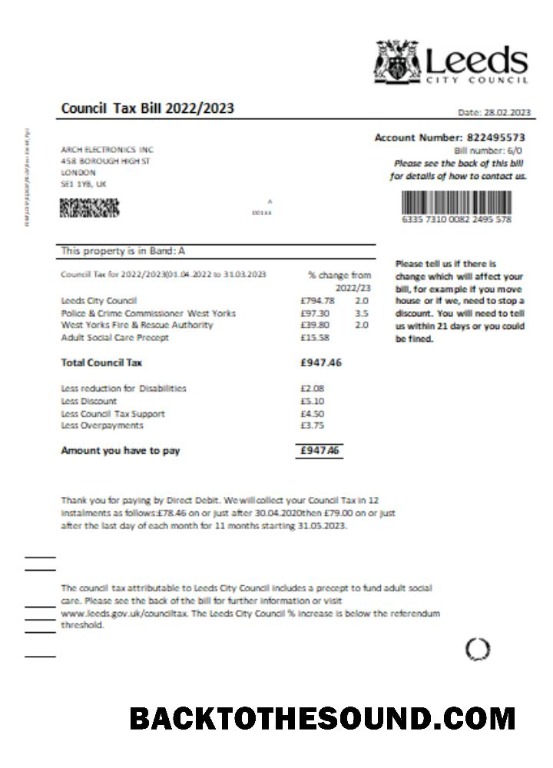 Leeds
CITY COUNCIL
Council Tax Bill 2022/2023
Date: 28.02.2023
Account Number: 822495573
Bill number: 6/0
Please see the back of this bill
for details of how to contact us.
ARCH ELECTRONICS INC
458 BOROUGH HIGH ST
LONDON
SE1 1YB, UK
A
6335 7310 0082 2495 578
This property is in Band: A
Council Tax for 2022/2023(01.04.2022 to 31.03.2023
% change from
2022/23
Leeds City Council £794.78 2.0
Police & Crime Commissioner West Yorks £97.30 3.5
West Yorks Fire & Rescue Authority £39.80 2.0
Adult Social Care Precept £15.58
Total Council Tax £947.46
Less reduction for Disabilities £2.08
Less Discount £5.10
Less Council Tax Support £4.50
Less Overpayments £3.75
Amount you have to pay £947.46
Please tell us if there is
change which will affect your
bill, for example if you move
house or if we, need to stop a
discount. You will need to tell
us within 21 days or you could
be fined.
Thank you for paying by Direct Debit. We will collect your Council Tax in 12
instalments as follows:£78.46 on or just after 30.04.2020then £79.00 on or just
after the last day of each month for 11 months starting 31.05.2023.
The council tax attributable to Leeds City Council includes a precept to fund adult social
care. Please see the back of the bill for further information or visit
www.leeds.gov.uk/counciltax. The Leeds City Council % increase is below the referendum
threshold.
BACKTOTHESOUND.COM